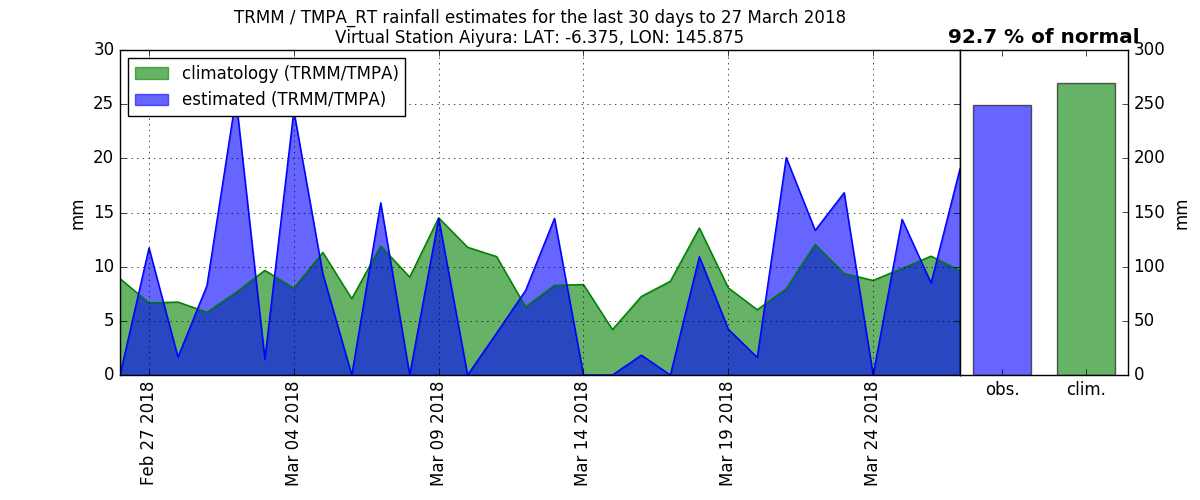 TRMM / TMPA_RT rainfall estimates for the last 30 days to 27 March 2018
Virtual Station Aiyura: LAT: -6.375, LON: 145.875
92.7 % of normal
climatology (TRMM/TMPA)
estimated (TRMM/TMPA)
30
25
20
15
10
5
0
mm
300
250
200
150
100
50
0
mm
Feb 27 2018
Mar 04 2018
Mar 09 2018
Mar 14 2018
Mar 19 2018
Mar 24 2018
obs.
clim.